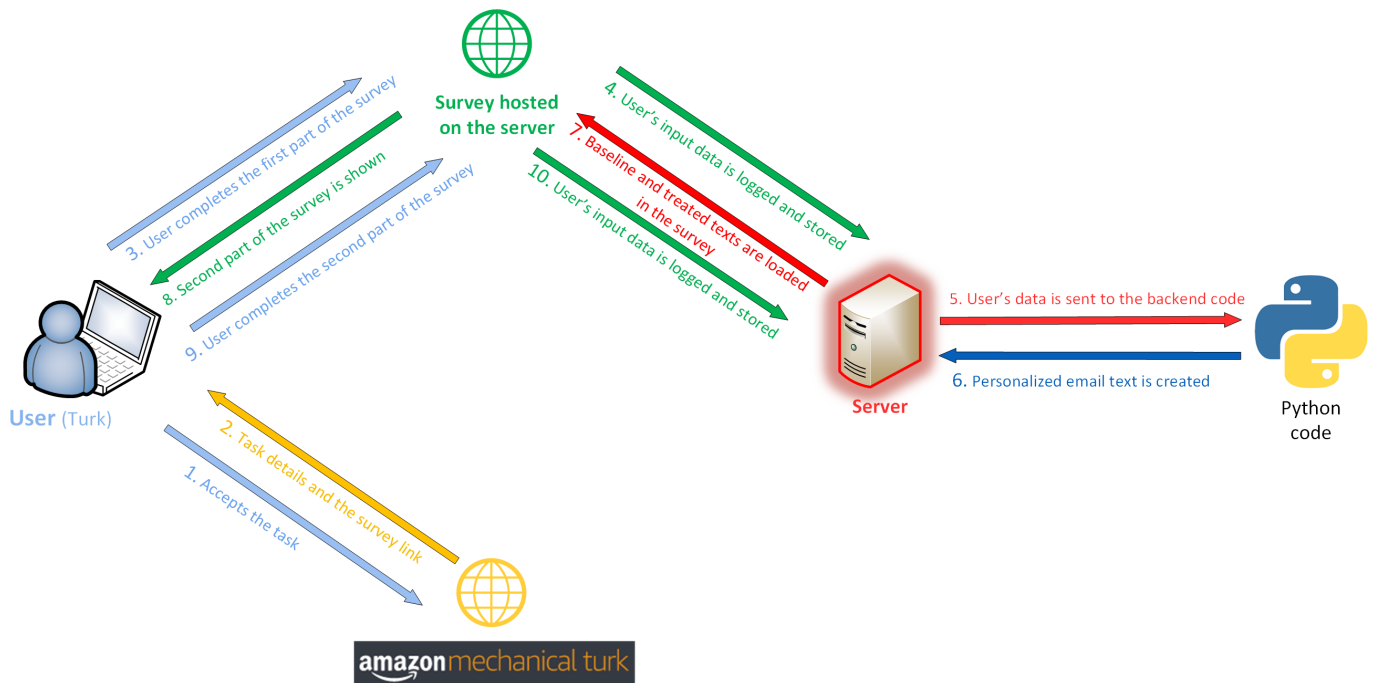 Survey hosted
on the server
3. User completes the first part of the survey
8. Second part of the survey is shown
9. User completes the second part of the survey
4. User's input data is logged and stored
7. Baseline and treated texts are loaded
in the survey
10. User's input data is logged and stored
User (Turk)
Server
5. User's data is sent to the backend code
6. Personalized email text is created
Python
code
2. Task details and the survey link
1. Accepts the task
amazon mechanical turk